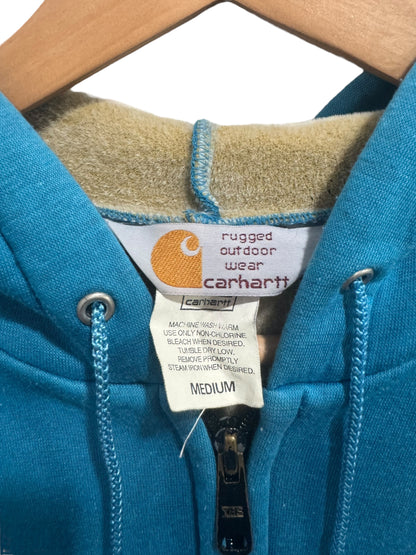 rugged
outdoor
wear
carhartt
carhartt
MACHINE WASH WARM
USE ONLY NON-CHLORINE
BLEACH WHEN DESIRED.
TUMBLE DRY LOW.
REMOVE PROMPTLY
STEAM IRON WHEN DESIRED.
MEDIUM